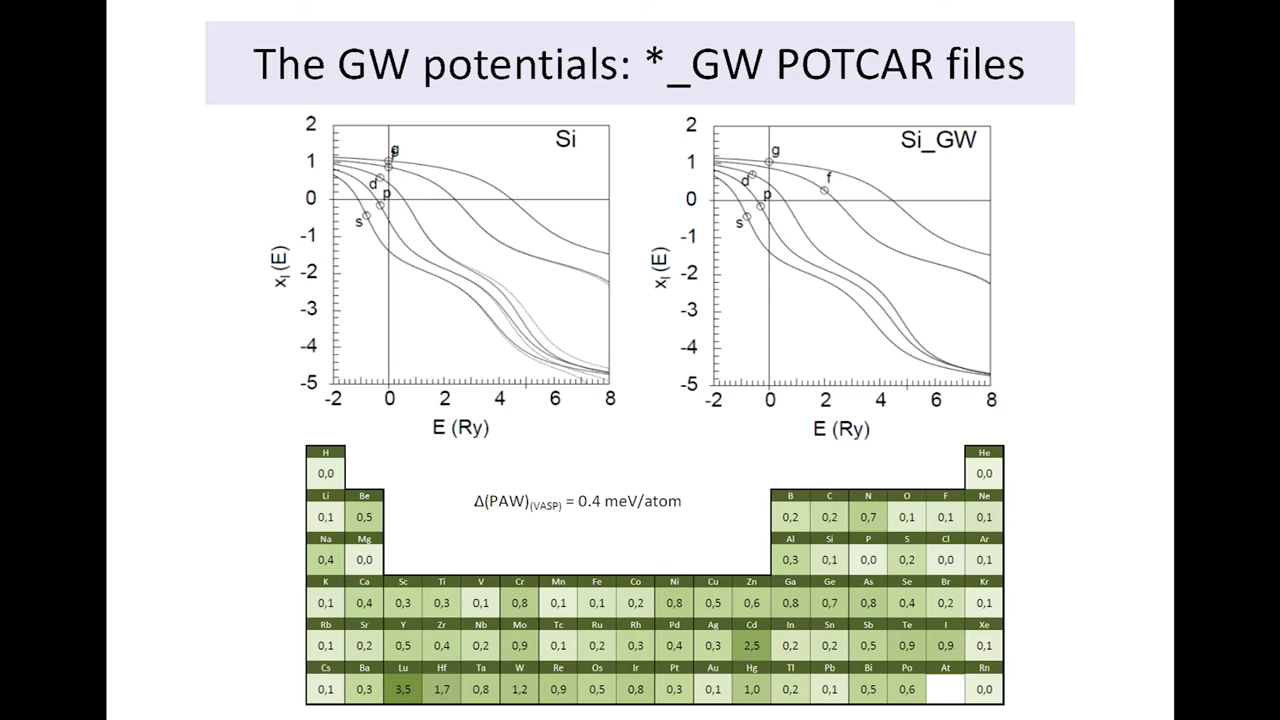 The GW potentials: *_GW POTCAR files
Si
2
1
0
-1
-2
-3
-4
-5
g
d
p
s
x_l (E)
-2 0 2 4 6 8
E (Ry)
Si_GW
2
1
0
-1
-2
-3
-4
-5
g
f
d
p
s
x_l (E)
-2 0 2 4 6 8
E (Ry)
Δ(PAW)(VASP) = 0.4 meV/atom
H He
0,0 0,0
Li Be B C N O F Ne
0,1 0,5 0,2 0,2 0,7 0,1 0,1 0,1
Na Mg Al Si P S Cl Ar
0,4 0,0 0,3 0,1 0,0 0,2 0,0 0,1
K Ca Sc Ti V Cr Mn Fe Co Ni Cu Zn Ga Ge As Se Br Kr
0,1 0,4 0,3 0,3 0,1 0,8 0,1 0,1 0,2 0,8 0,5 0,6 0,8 0,7 0,8 0,4 0,2 0,1
Rb Sr Y Zr Nb Mo Tc Ru Rh Pd Ag Cd In Sn Sb Te I Xe
0,1 0,2 0,5 0,4 0,2 0,9 0,1 0,2 0,3 0,4 0,3 2,5 0,2 0,2 0,5 0,9 0,9 0,1
Cs Ba Lu Hf Ta W Re Os Ir Pt Au Hg Tl Pb Bi Po At Rn
0,1 0,3 3,5 1,7 0,8 1,2 0,9 0,5 0,8 0,3 0,1 1,0 0,2 0,1 0,5 0,6 0,0